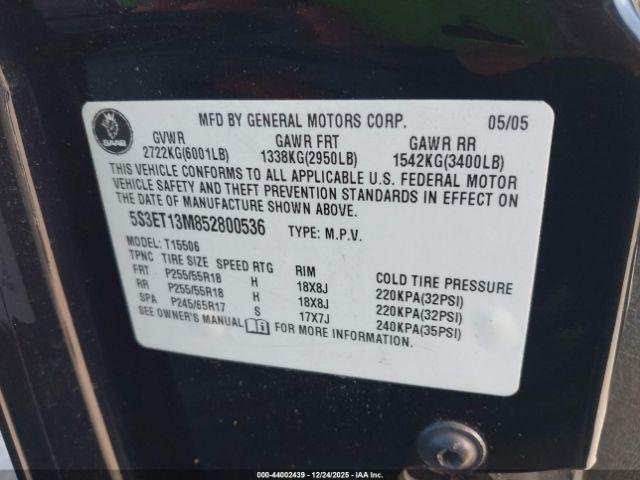 SAAB
MFD BY GENERAL MOTORS CORP. 05/05
GVWR GAWR FRT GAWR RR
2722KG(6001LB) 1338KG(2950LB) 1542KG(3400LB)
THIS VEHICLE CONFORMS TO ALL APPLICABLE U.S. FEDERAL MOTOR
VEHICLE SAFETY AND THEFT PREVENTION STANDARDS IN EFFECT ON
THE DATE OF MANUFACTURE SHOWN ABOVE.
5S3ET13M852800536 TYPE: M.P.V.
MODEL: T15506
TPNC TIRE SIZE SPEED RTG RIM COLD TIRE PRESSURE
FRT P255/55R18 H 18X8J 220KPA(32PSI)
RR P255/55R18 H 18X8J 220KPA(32PSI)
SPA P245/65R17 S 17X7J 240KPA(35PSI)
SEE OWNER'S MANUAL FOR MORE INFORMATION.
000-44002439 - 12/24/2025 - IAA.COM